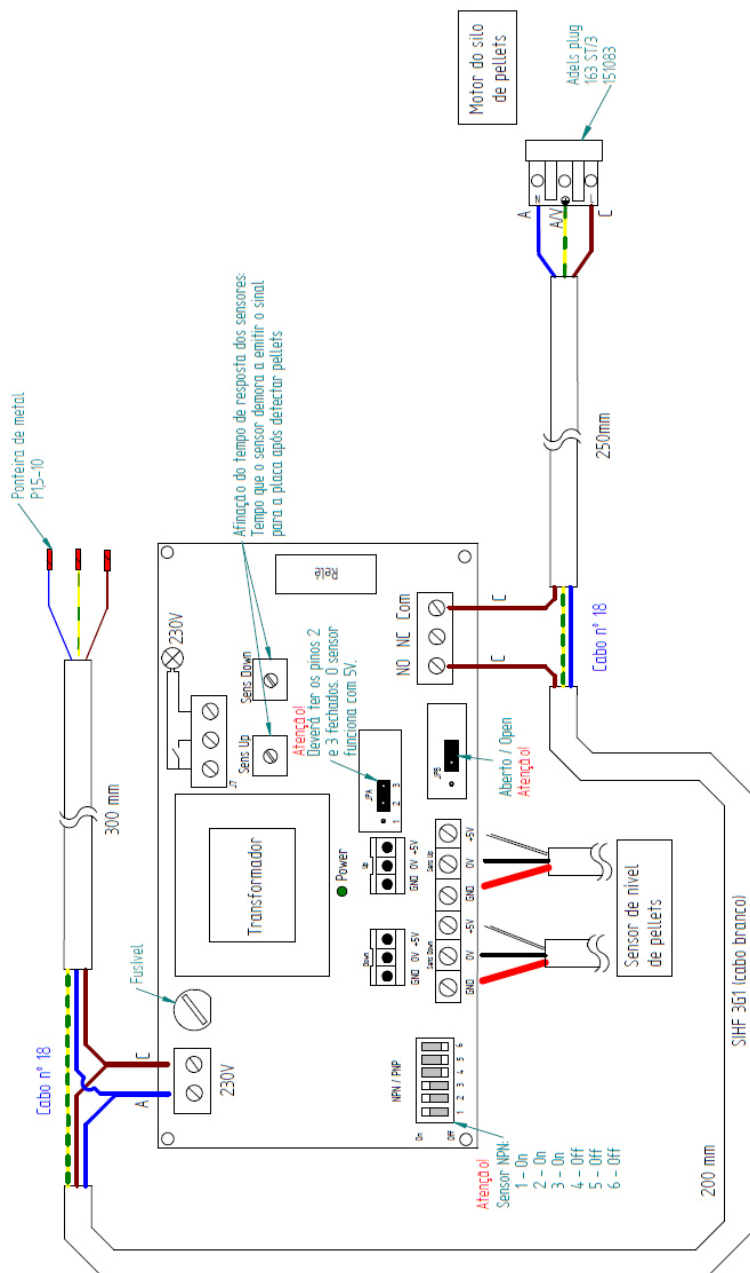 Ponteira de metal
P1,5-10
300 mm
Cabo nº 18
A
C
230V
Fusível
Transformador
Power
J7
230V
Sens Up
Sens Down
Relé
Afinação do tempo de resposta dos sensores:
Tempo que o sensor demora a emitir o sinal
para a placa após detectar pellets
Atenção!
Deverá ter os pinos 2
e 3 fechados. O sensor
funciona com 5V.
JPA
1 2 3
Down
GND 0V +5V
Up
GND 0V +5V
NO NC Com
C
C
JPB
Aberto / Open
Atenção!
Sens Down
Sens Up
GND 0V +5V GND 0V +5V
NPN / PNP
On
Off
1 2 3 4 5 6
Atenção!
Sensor NPN:
1 - On
2 - On
3 - On
4 - Off
5 - Off
6 - Off
Sensor de nível
de pellets
Cabo nº 18
250mm
A
A/V
C
N
L
Motor do silo
de pellets
Adels plug
163 ST/3
151083
200 mm
SIHF 3G1 (cabo branco)